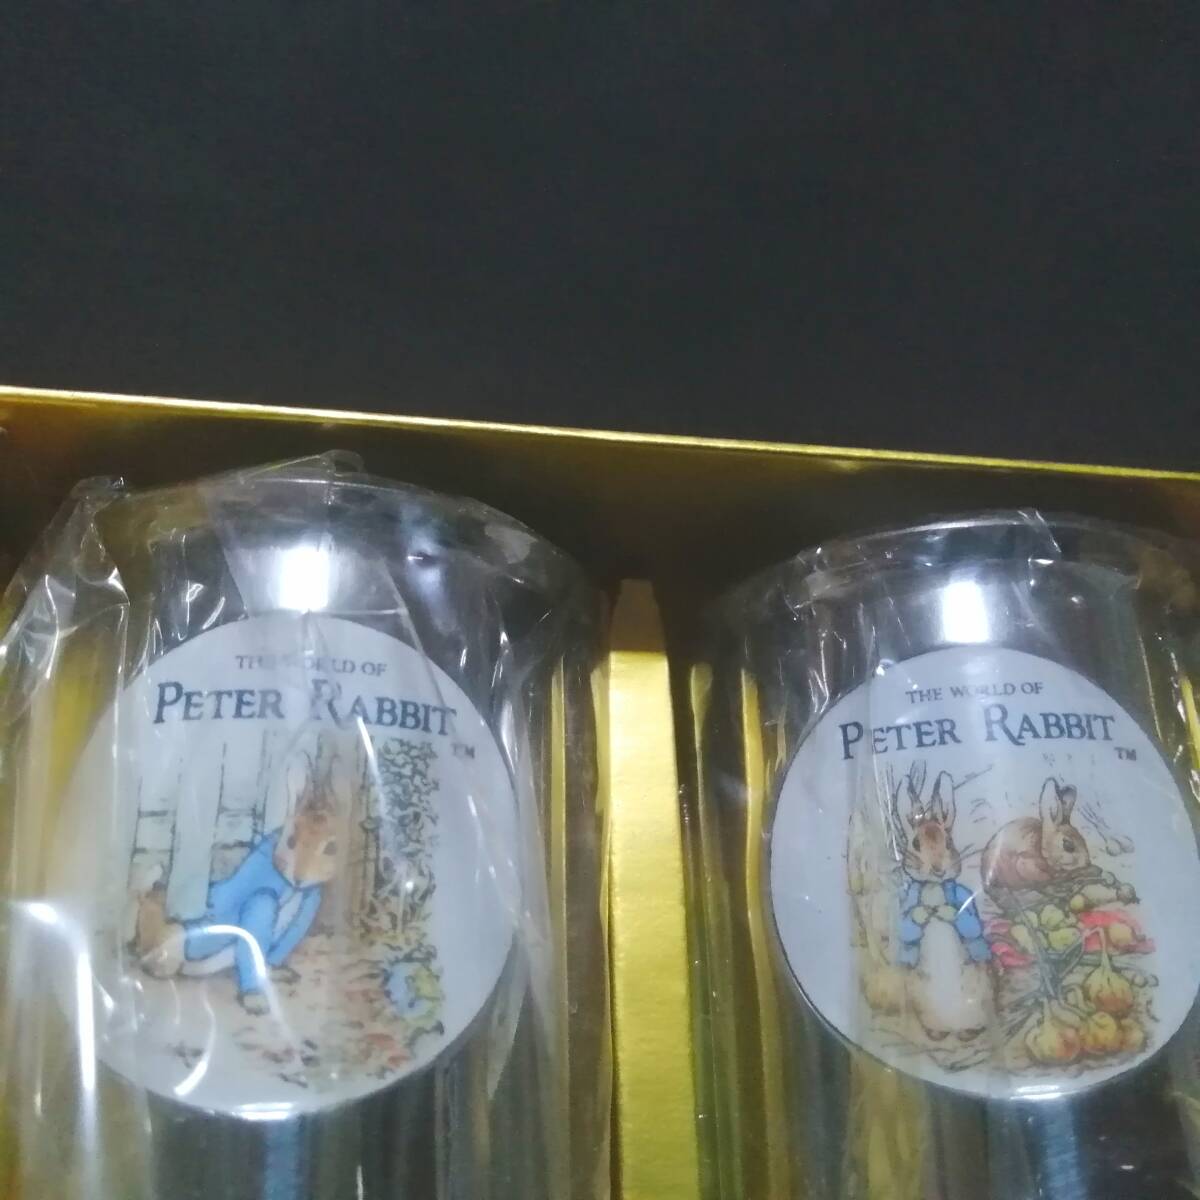 THE WORLD OF
PETER RABBIT
TM
THE WORLD OF
PETER RABBIT
TM